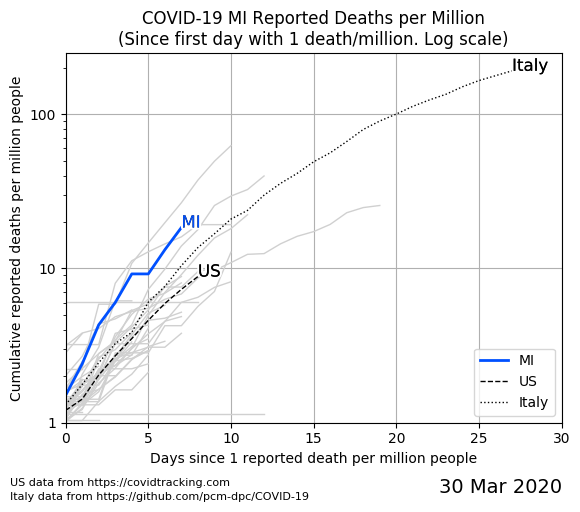 COVID-19 MI Reported Deaths per Million
(Since first day with 1 death/million. Log scale)
Cumulative reported deaths per million people
100
10
1
Italy
MI
US
MI
US
Italy
0 5 10 15 20 25 30
Days since 1 reported death per million people
US data from https://covidtracking.com
Italy data from https://github.com/pcm-dpc/COVID-19
30 Mar 2020